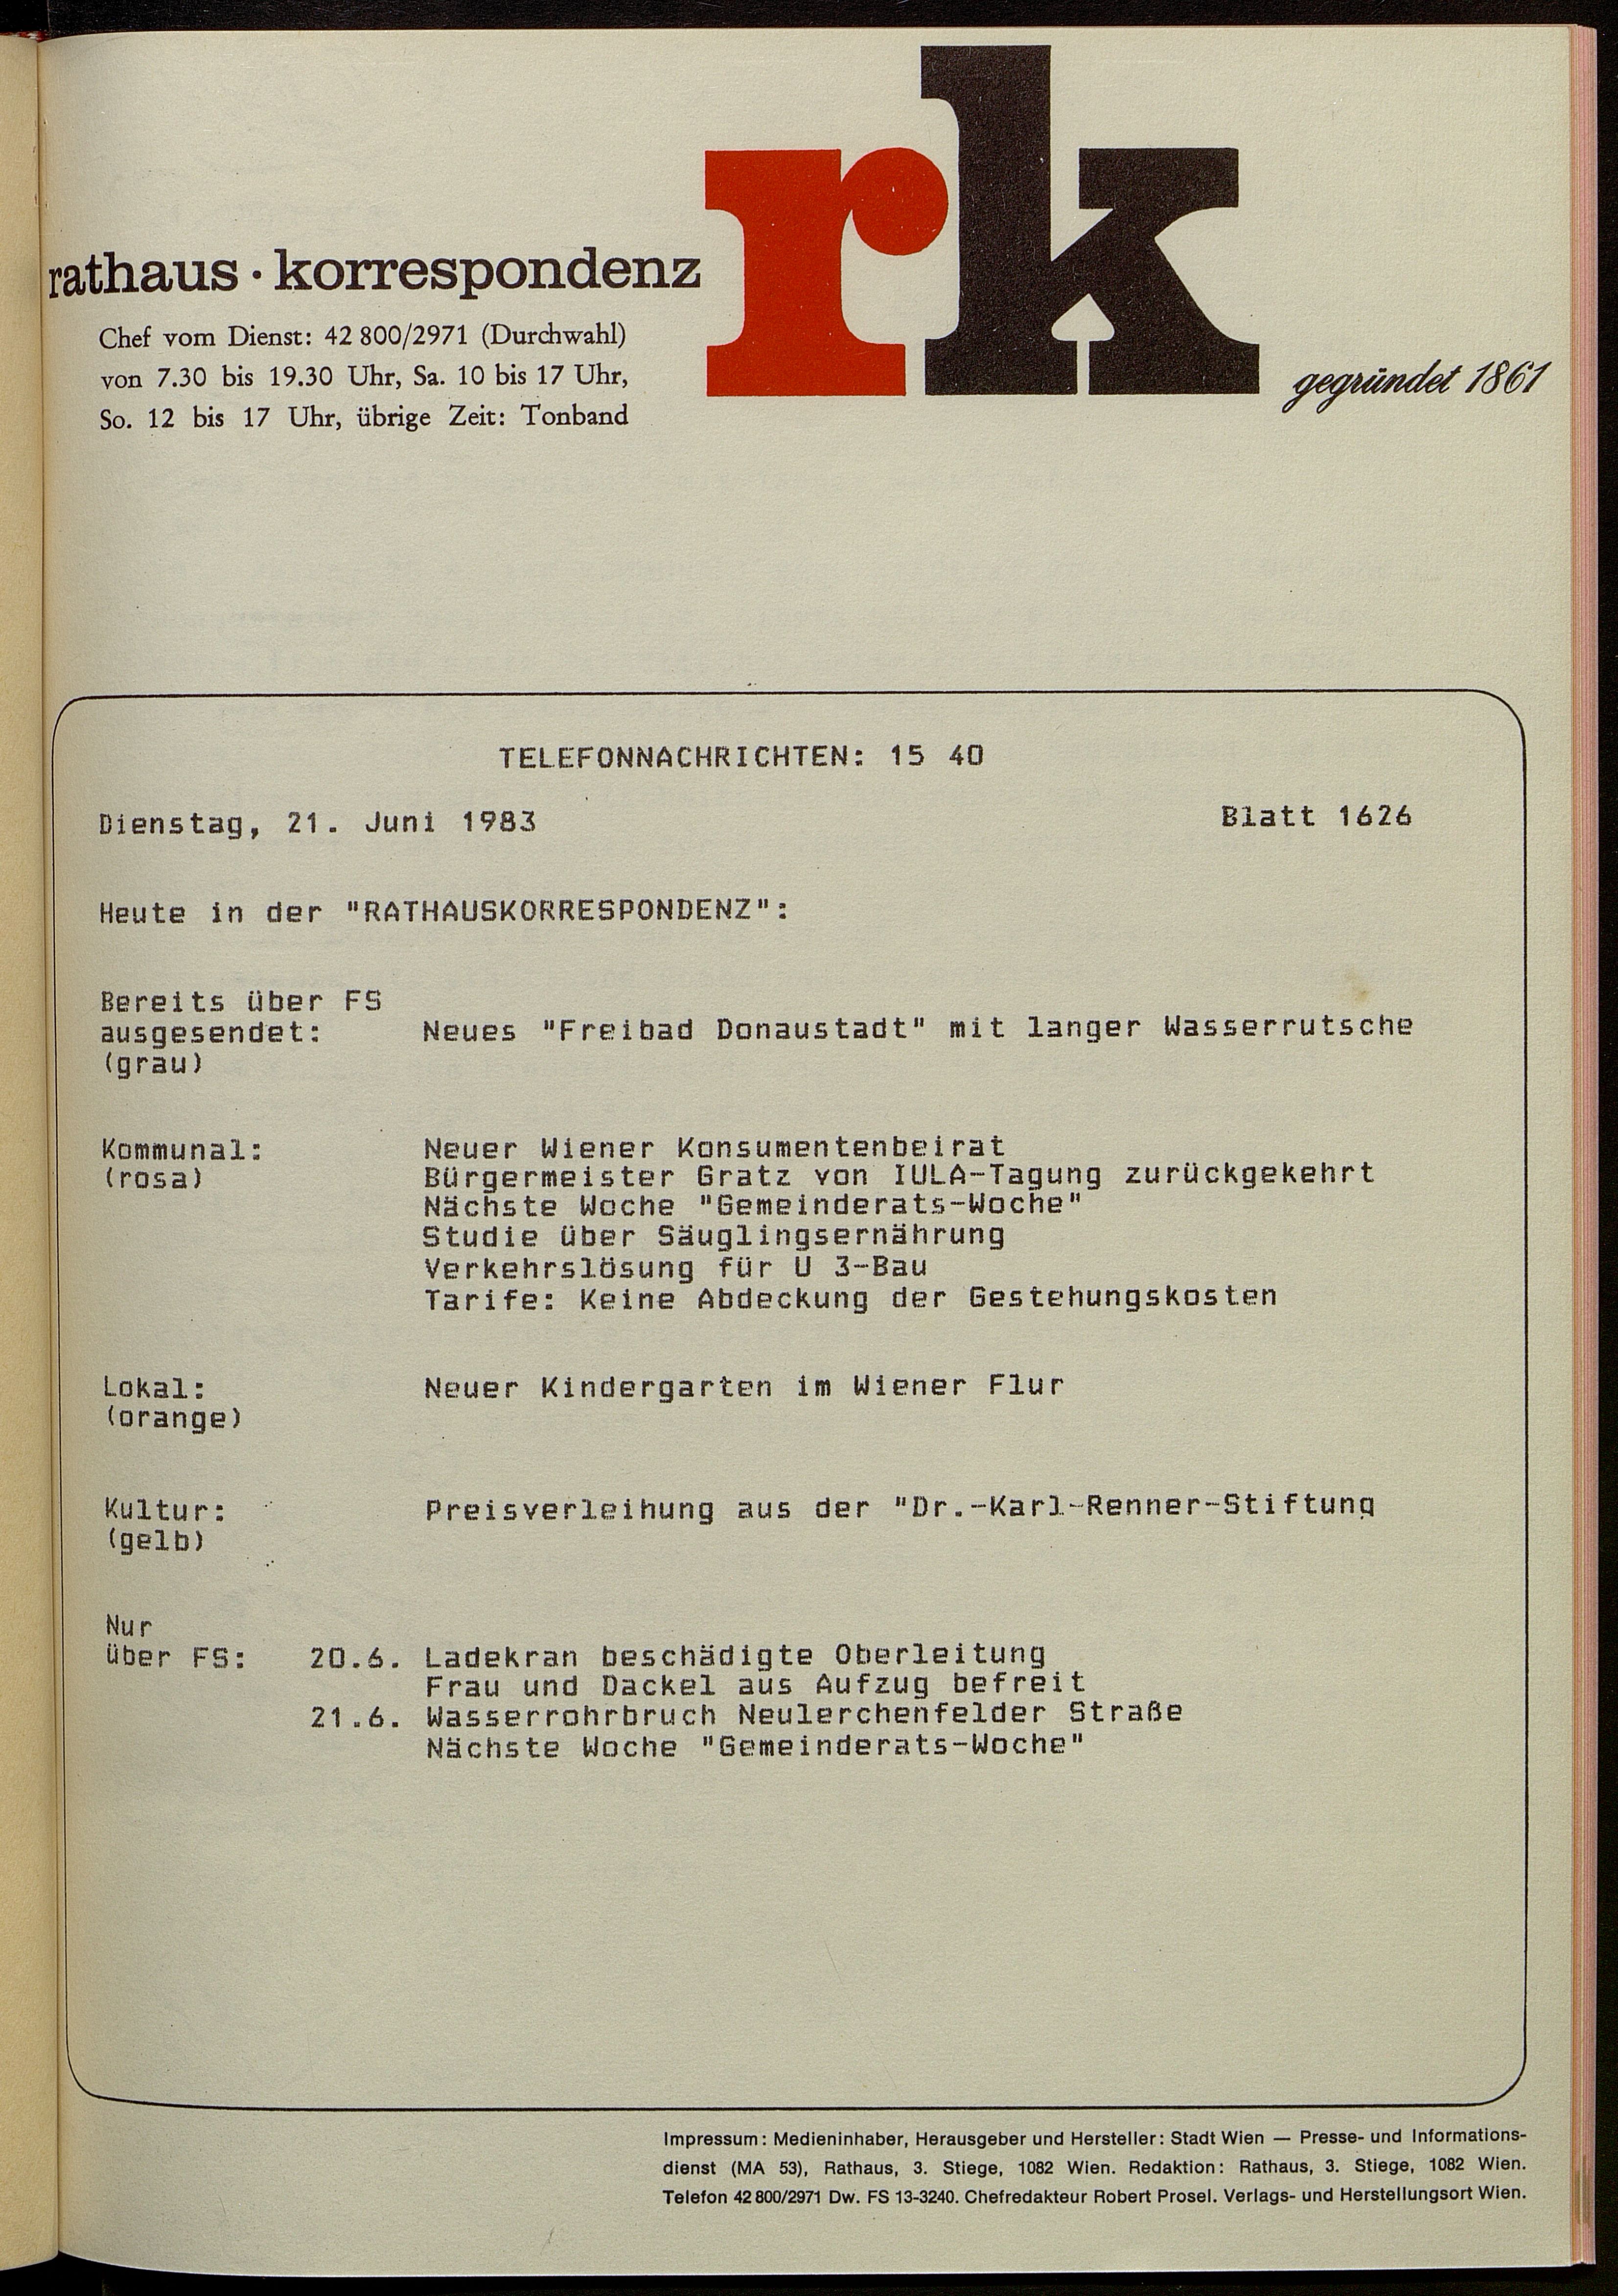 rk
rathaus · korrespondenz
Chef vom Dienst: 42 800/2971 (Durchwahl)
von 7.30 bis 19.30 Uhr, Sa. 10 bis 17 Uhr,
So. 12 bis 17 Uhr, übrige Zeit: Tonband
gegründet 1861
TELEFONNACHRICHTEN: 15 40
Dienstag, 21. Juni 1983 Blatt 1626
Heute in der "RATHAUSKORRESPONDENZ":
Bereits über FS
ausgesendet: Neues "Freibad Donaustadt" mit langer Wasserrutsche
(grau)
Kommunal: Neuer Wiener Konsumentenbeirat
(rosa) Bürgermeister Gratz von IULA-Tagung zurückgekehrt
Nächste Woche "Gemeinderats-Woche"
Studie über Säuglingsernährung
Verkehrslösung für U 3-Bau
Tarife: Keine Abdeckung der Gestehungskosten
Lokal: Neuer Kindergarten im Wiener Flur
(orange)
Kultur: Preisverleihung aus der "Dr.-Karl-Renner-Stiftung
(gelb)
Nur
über FS: 20.6. Ladekran beschädigte Oberleitung
Frau und Dackel aus Aufzug befreit
21.6. Wasserrohrbruch Neulerchenfelder Straße
Nächste Woche "Gemeinderats-Woche"
Impressum: Medieninhaber, Herausgeber und Hersteller: Stadt Wien — Presse- und Informations-
dienst (MA 53), Rathaus, 3. Stiege, 1082 Wien. Redaktion: Rathaus, 3. Stiege, 1082 Wien.
Telefon 42 800/2971 Dw. FS 13-3240. Chefredakteur Robert Prosel. Verlags- und Herstellungsort Wien.